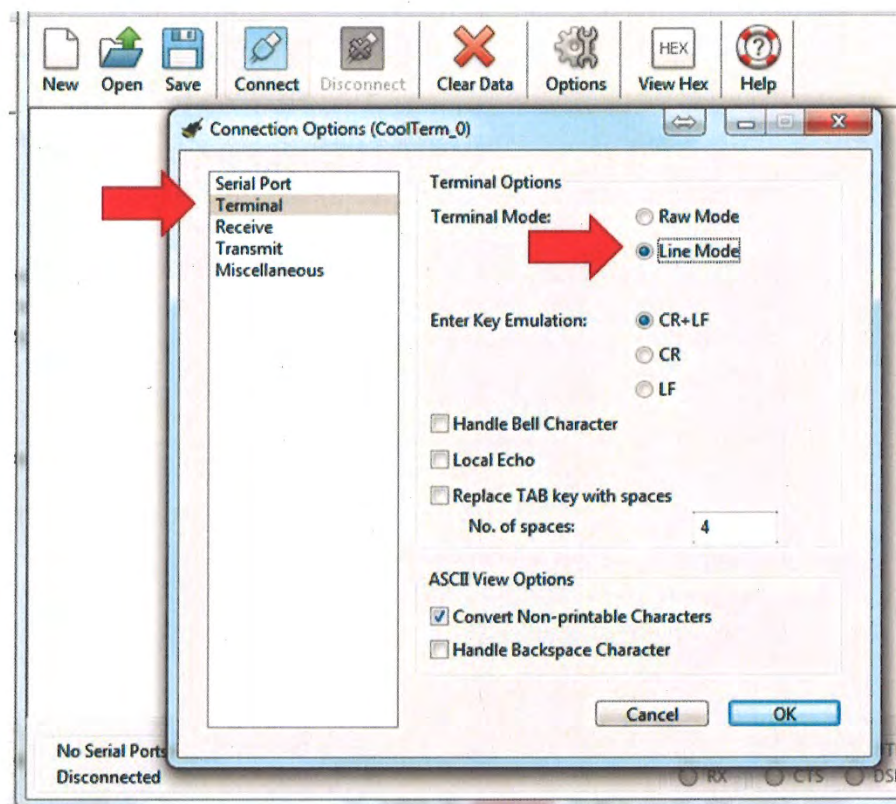 New Open Save Connect Disconnect Clear Data Options View Hex Help
HEX
Connection Options (CoolTerm_0)
Serial Port
Terminal
Receive
Transmit
Miscellaneous
Terminal Options
Terminal Mode:
Raw Mode
Line Mode
Enter Key Emulation:
CR+LF
CR
LF
Handle Bell Character
Local Echo
Replace TAB key with spaces
No. of spaces: 4
ASCII View Options
Convert Non-printable Characters
Handle Backspace Character
Cancel OK
No Serial Ports
Disconnected
RX CTS